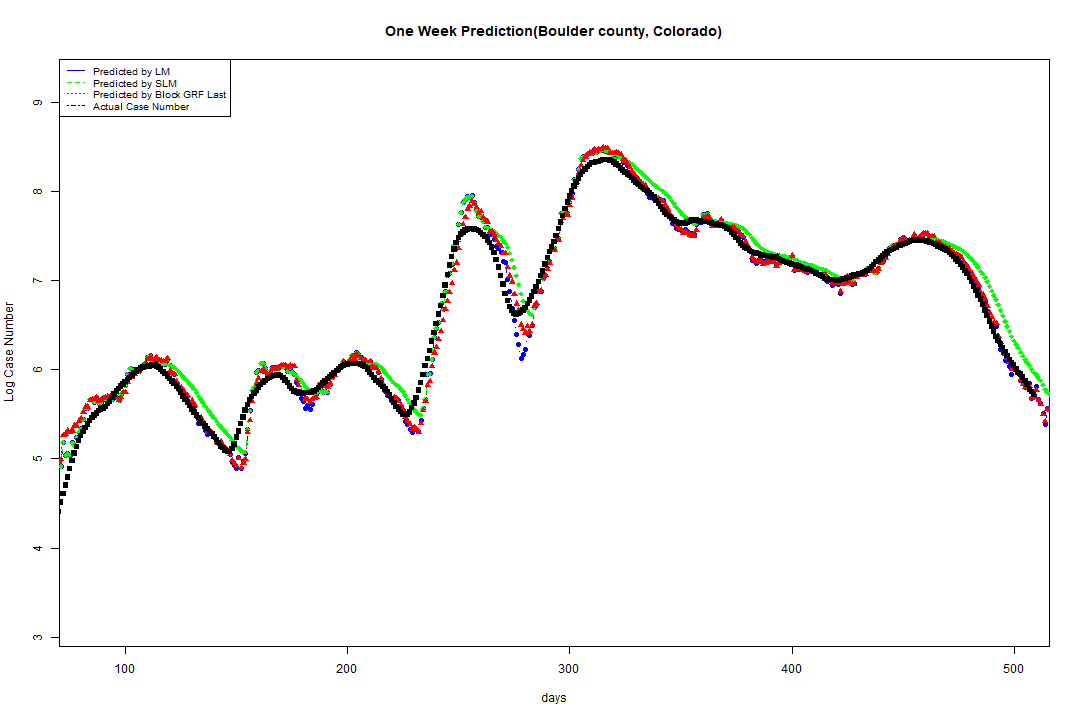 One Week Prediction(Boulder county, Colorado)
Predicted by LM
Predicted by SLM
Predicted by Block GRF Last
Actual Case Number
9
8
7
6
5
4
3
Log Case Number
100 200 300 400 500
days